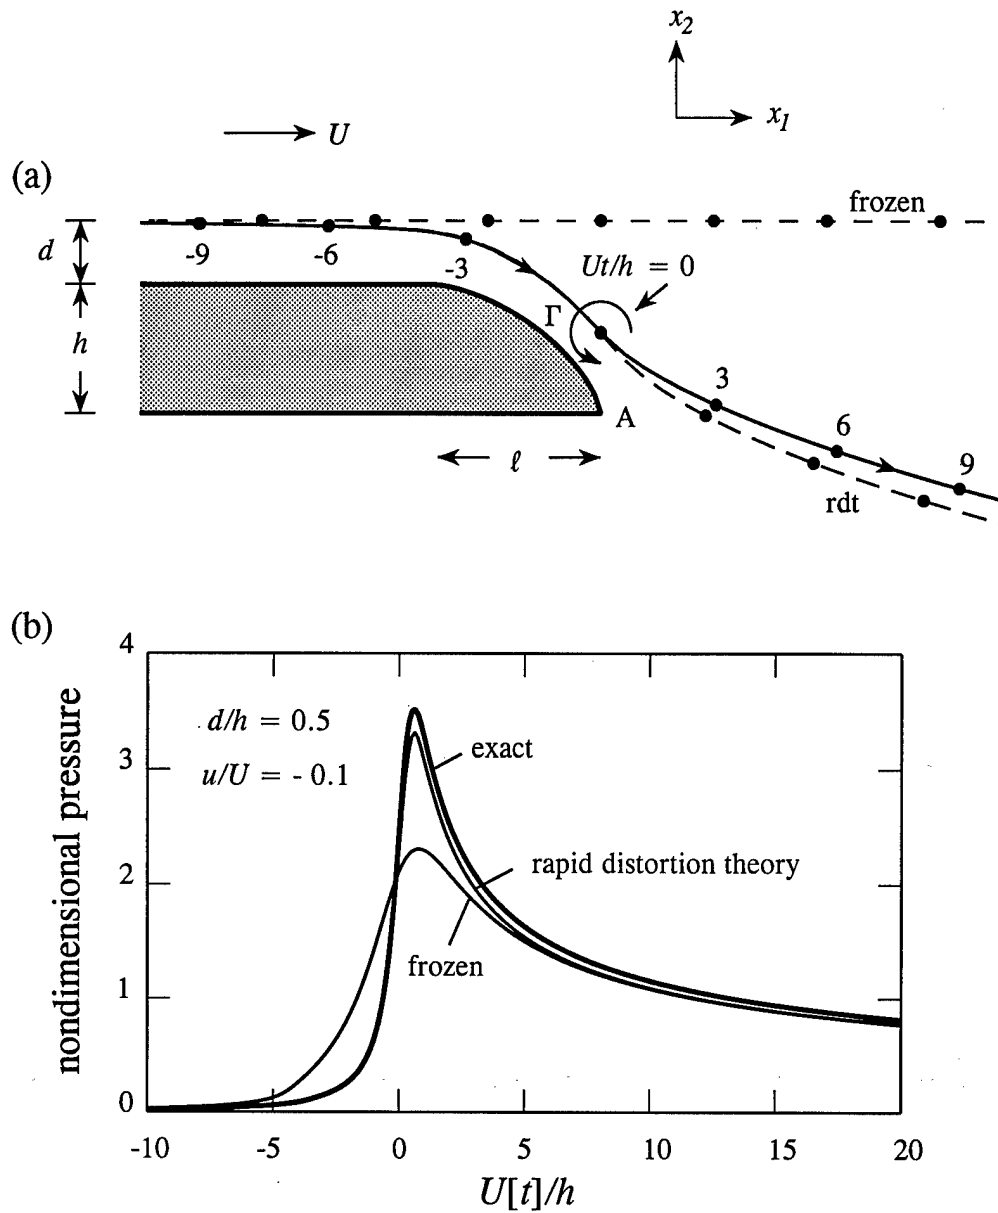 x₂
x₁
U
(a)
frozen
d
-9
-6
-3
Ut/h = 0
Γ
h
A
3
6
9
ℓ
rdt
(b)
4
3
2
1
0
nondimensional pressure
d/h = 0.5
u/U = - 0.1
exact
rapid distortion theory
frozen
-10
-5
0
5
10
15
20
U[t]/h